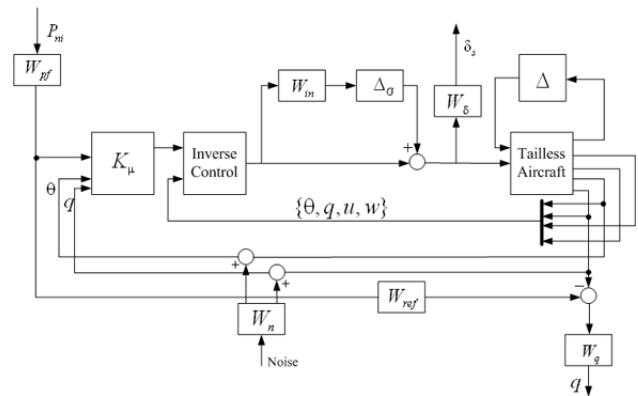 P_ni
W_pf
δ_s
W_in
Δ_G
W_δ
Δ
K_μ
Inverse
Control
+
Tailless
Aircraft
θ
q
{θ, q, u, w}
+
+
W_n
W_ref
−
Noise
W_q
q